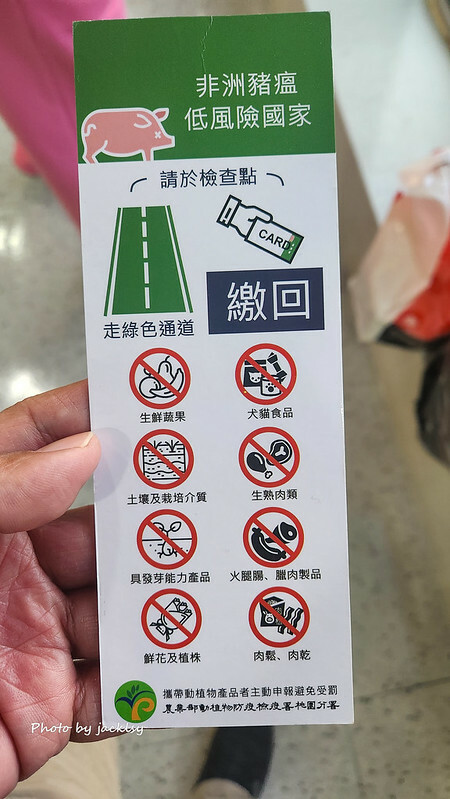 非洲豬瘟
低風險國家
請於檢查點
CARD
繳回
走綠色通道
生鮮蔬果
犬貓食品
土壤及栽培介質
生熟肉類
具發芽能力產品
火腿腸、臘肉製品
鮮花及植株
肉鬆、肉乾
攜帶動植物產品者主動申報避免受罰
農業部動植物防疫檢疫署桃園分署
Photo by jacklsy